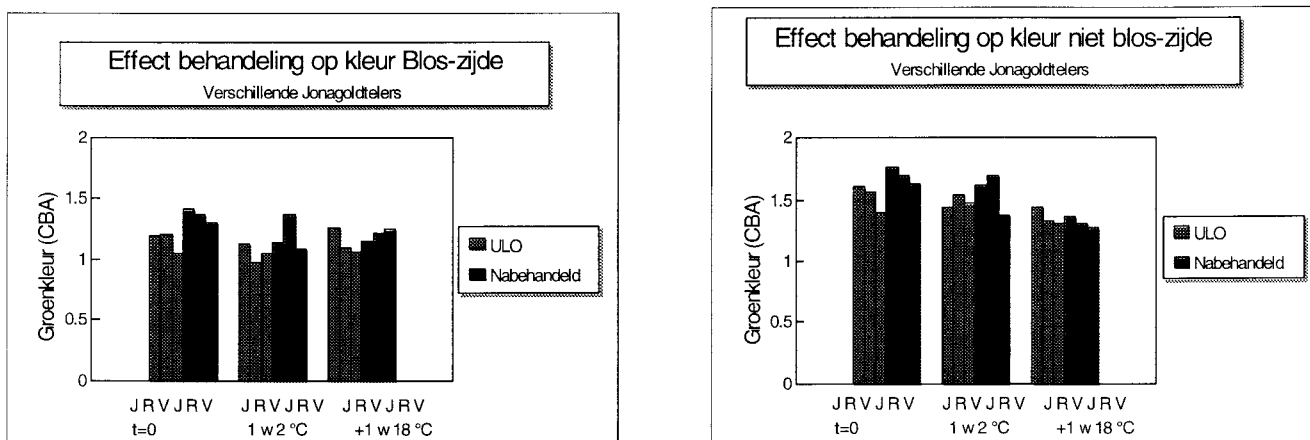 Effect behandeling op kleur Blos-zijde
Verschillende Jonagoldtelers
Groenkleur (CBA)
2
1.5
1
0.5
0
J R V J R V
J R V J R V
J R V J R V
t=0
1 w 2 °C
+1 w 18 °C
ULO
Nabehandeld
Effect behandeling op kleur niet blos-zijde
Verschillende Jonagoldtelers
Groenkleur (CBA)
2
1.5
1
0.5
0
J R V J R V
J R V J R V
J R V J R V
t=0
1 w 2 °C
+1 w 18 °C
ULO
Nabehandeld